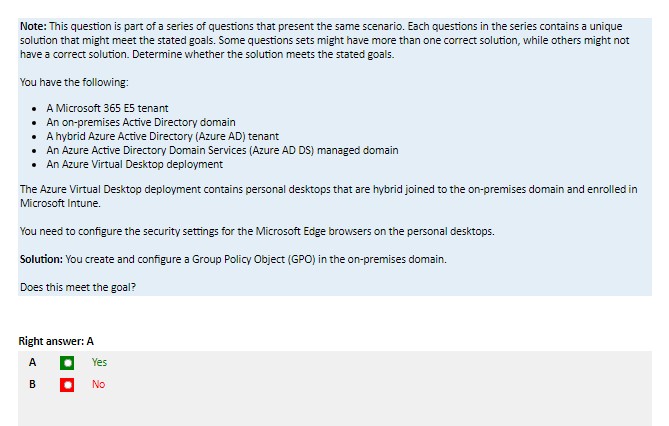 Note: This question is part of a series of questions that present the same scenario. Each questions in the series contains a unique
solution that might meet the stated goals. Some questions sets might have more than one correct solution, while others might not
have a correct solution. Determine whether the solution meets the stated goals.
You have the following:
• A Microsoft 365 E5 tenant
• An on-premises Active Directory domain
• A hybrid Azure Active Directory (Azure AD) tenant
• An Azure Active Directory Domain Services (Azure AD DS) managed domain
• An Azure Virtual Desktop deployment
The Azure Virtual Desktop deployment contains personal desktops that are hybrid joined to the on-premises domain and enrolled in
Microsoft Intune.
You need to configure the security settings for the Microsoft Edge browsers on the personal desktops.
Solution: You create and configure a Group Policy Object (GPO) in the on-premises domain.
Does this meet the goal?
Right answer: A
A Yes
B No